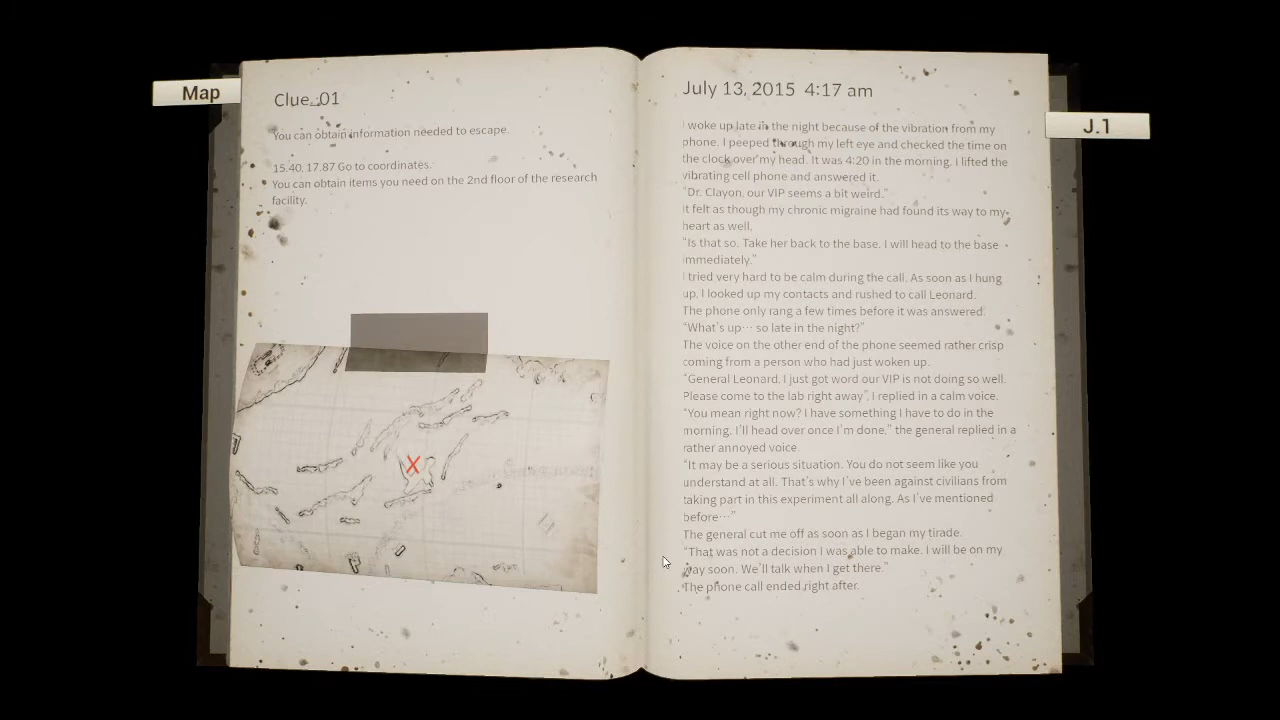 Map
Clue_01
You can obtain information needed to escape.
15.40, 17.87 Go to coordinates.
You can obtain items you need on the 2nd floor of the research
facility.
July 13, 2015 4:17 am
J.1
I woke up late in the night because of the vibration from my
phone. I peeped through my left eye and checked the time on
the clock over my head. It was 4:20 in the morning. I lifted the
vibrating cell phone and answered it.
"Dr. Clayon, our VIP seems a bit weird."
It felt as though my chronic migraine had found its way to my
heart as well.
"Is that so. Take her back to the base. I will head to the base
immediately."
I tried very hard to be calm during the call. As soon as I hung
up, I looked up my contacts and rushed to call Leonard.
The phone only rang a few times before it was answered.
"What's up··· so late in the night?"
The voice on the other end of the phone seemed rather crisp
coming from a person who had just woken up.
"General Leonard, I just got word our VIP is not doing so well.
Please come to the lab right away", I replied in a calm voice.
"You mean right now? I have something I have to do in the
morning. I'll head over once I'm done," the general replied in a
rather annoyed voice.
"It may be a serious situation. You do not seem like you
understand at all. That's why I've been against civilians from
taking part in this experiment all along. As I've mentioned
before···"
The general cut me off as soon as I began my tirade.
"That was not a decision I was able to make. I will be on my
way soon. We'll talk when I get there."
The phone call ended right after.